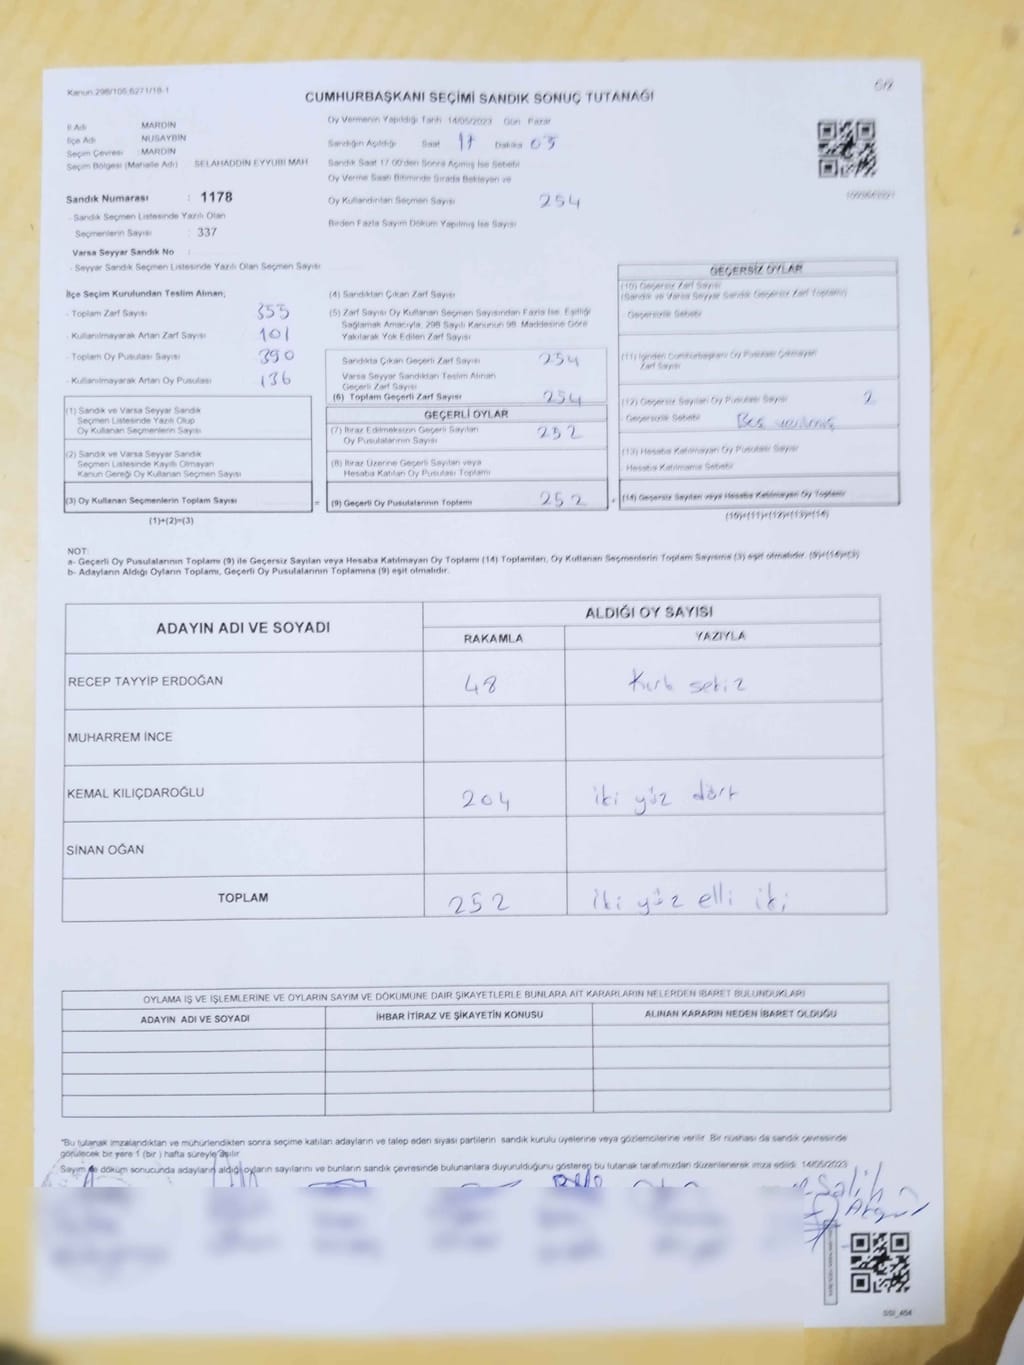 Kanun:298/105.6271/18-1
CUMHURBAŞKANI SEÇİMİ SANDIK SONUÇ TUTANAĞI
İl Adı MARDİN
İlçe Adı NUSAYBİN
Seçim Çevresi :MARDİN
Seçim Bölgesi (Mahalle Adı) SELAHADDİN EYYUBİ MAH
Sandık Numarası : 1178
- Sandık Seçmen Listesinde Yazılı Olan
Seçmenlerin Sayısı : 337
Varsa Seyyar Sandık No :
- Seyyar Sandık Seçmen Listesinde Yazılı Olan Seçmen Sayısı
Oy Vermenin Yapıldığı Tarih 14/05/2023 Gün Pazar
Sandığın Açıldığı Saat 17 Dakika 03
Sandık Saat 17.00'den Sonra Açılmış İse Sebebi
Oy Verme Saati Bitiminde Sırada Bekleyen ve
Oy Kullandırılan Seçmen Sayısı 254
Birden Fazla Sayım Döküm Yapılmış İse Sayısı
İlçe Seçim Kurulundan Teslim Alınan;
- Toplam Zarf Sayısı 353
- Kullanılmayarak Artan Zarf Sayısı 101
- Toplam Oy Pusulası Sayısı 390
- Kullanılmayarak Artan Oy Pusulası 136
(1) Sandık ve Varsa Seyyar Sandık
Seçmen Listesinde Yazılı Olup
Oy Kullanan Seçmenlerin Sayısı
(2) Sandık ve Varsa Seyyar Sandık
Seçmen Listesinde Kayıtlı Olmayan
Kanun Gereği Oy Kullanan Seçmen Sayısı
(3) Oy Kullanan Seçmenlerin Toplam Sayısı =
(1)+(2)=(3)
(4) Sandıktan Çıkan Zarf Sayısı
(5) Zarf Sayısı Oy Kullanan Seçmen Sayısından Fazla İse, Eşitliği
Sağlamak Amacıyla, 298 Sayılı Kanunun 98. Maddesine Göre
Yakılarak Yok Edilen Zarf Sayısı
Sandıkta Çıkan Geçerli Zarf Sayısı 254
Varsa Seyyar Sandıktan Teslim Alınan
Geçerli Zarf Sayısı
(6) Toplam Geçerli Zarf Sayısı 254
GEÇERLİ OYLAR
(7) İtiraz Edilmeksizin Geçerli Sayılan
Oy Pusulalarının Sayısı 252
(8) İtiraz Üzerine Geçerli Sayılan veya
Hesaba Katılan Oy Pusulası Toplamı
(9) Geçerli Oy Pusulalarının Toplamı 252 +
GEÇERSİZ OYLAR
(10) Geçersiz Zarf Sayısı
(Sandık ve Varsa Seyyar Sandık Geçersiz Zarf Toplamı)
- Geçersizlik Sebebi
(11) İçinden Cumhurbaşkanı Oy Pusulası Çıkmayan
Zarf Sayısı
(12) Geçersiz Sayılan Oy Pusulası Sayısı 2
- Geçersizlik Sebebi Boş
(13) Hesaba Katılmayan Oy Pusulası Sayısı
- Hesaba Katılmama Sebebi
(14) Geçersiz Sayılan veya Hesaba Katılmayan Oy Toplamı
(10)+(11)+(12)+(13)=(14)
NOT:
a- Geçerli Oy Pusulalarının Toplamı (9) ile Geçersiz Sayılan veya Hesaba Katılmayan Oy Toplamı (14) Toplamları, Oy Kullanan Seçmenlerin Toplam Sayısına (3) eşit olmalıdır. (9)+(14)=(3)
b- Adayların Aldığı Oyların Toplamı, Geçerli Oy Pusulalarının Toplamına (9) eşit olmalıdır.
ADAYIN ADI VE SOYADI
ALDIĞI OY SAYISI
RAKAMLA YAZIYLA
RECEP TAYYİP ERDOĞAN 48 Kırk sekiz
MUHARREM İNCE
KEMAL KILIÇDAROĞLU 204 iki yüz dört
SİNAN OĞAN
TOPLAM 252 iki yüz elli iki
OYLAMA İŞ VE İŞLEMLERİNE VE OYLARIN SAYIM VE DÖKÜMÜNE DAİR ŞİKAYETLERLE BUNLARA AİT KARARLARIN NELERDEN İBARET BULUNDUKLARI
ADAYIN ADI VE SOYADI İHBAR İTİRAZ VE ŞİKAYETİN KONUSU ALINAN KARARIN NEDEN İBARET OLDUĞU
*Bu tutanak imzalandıktan ve mühürlendikten sonra seçime katılan adayların ve talep eden siyasi partilerin sandık kurulu üyelerine veya gözlemcilerine verilir. Bir nüshası da sandık çevresinde
görülecek bir yere 1 (bir) hafta süreyle asılır.
Sayım ve döküm sonucunda adayların aldığı oyların sayılarını ve bunların sandık çevresinde bulunanlara duyurulduğunu gösteren bu tutanak tarafımızdan düzenlenerek imza edildi. 14/05/2023
Salih
SSI_404